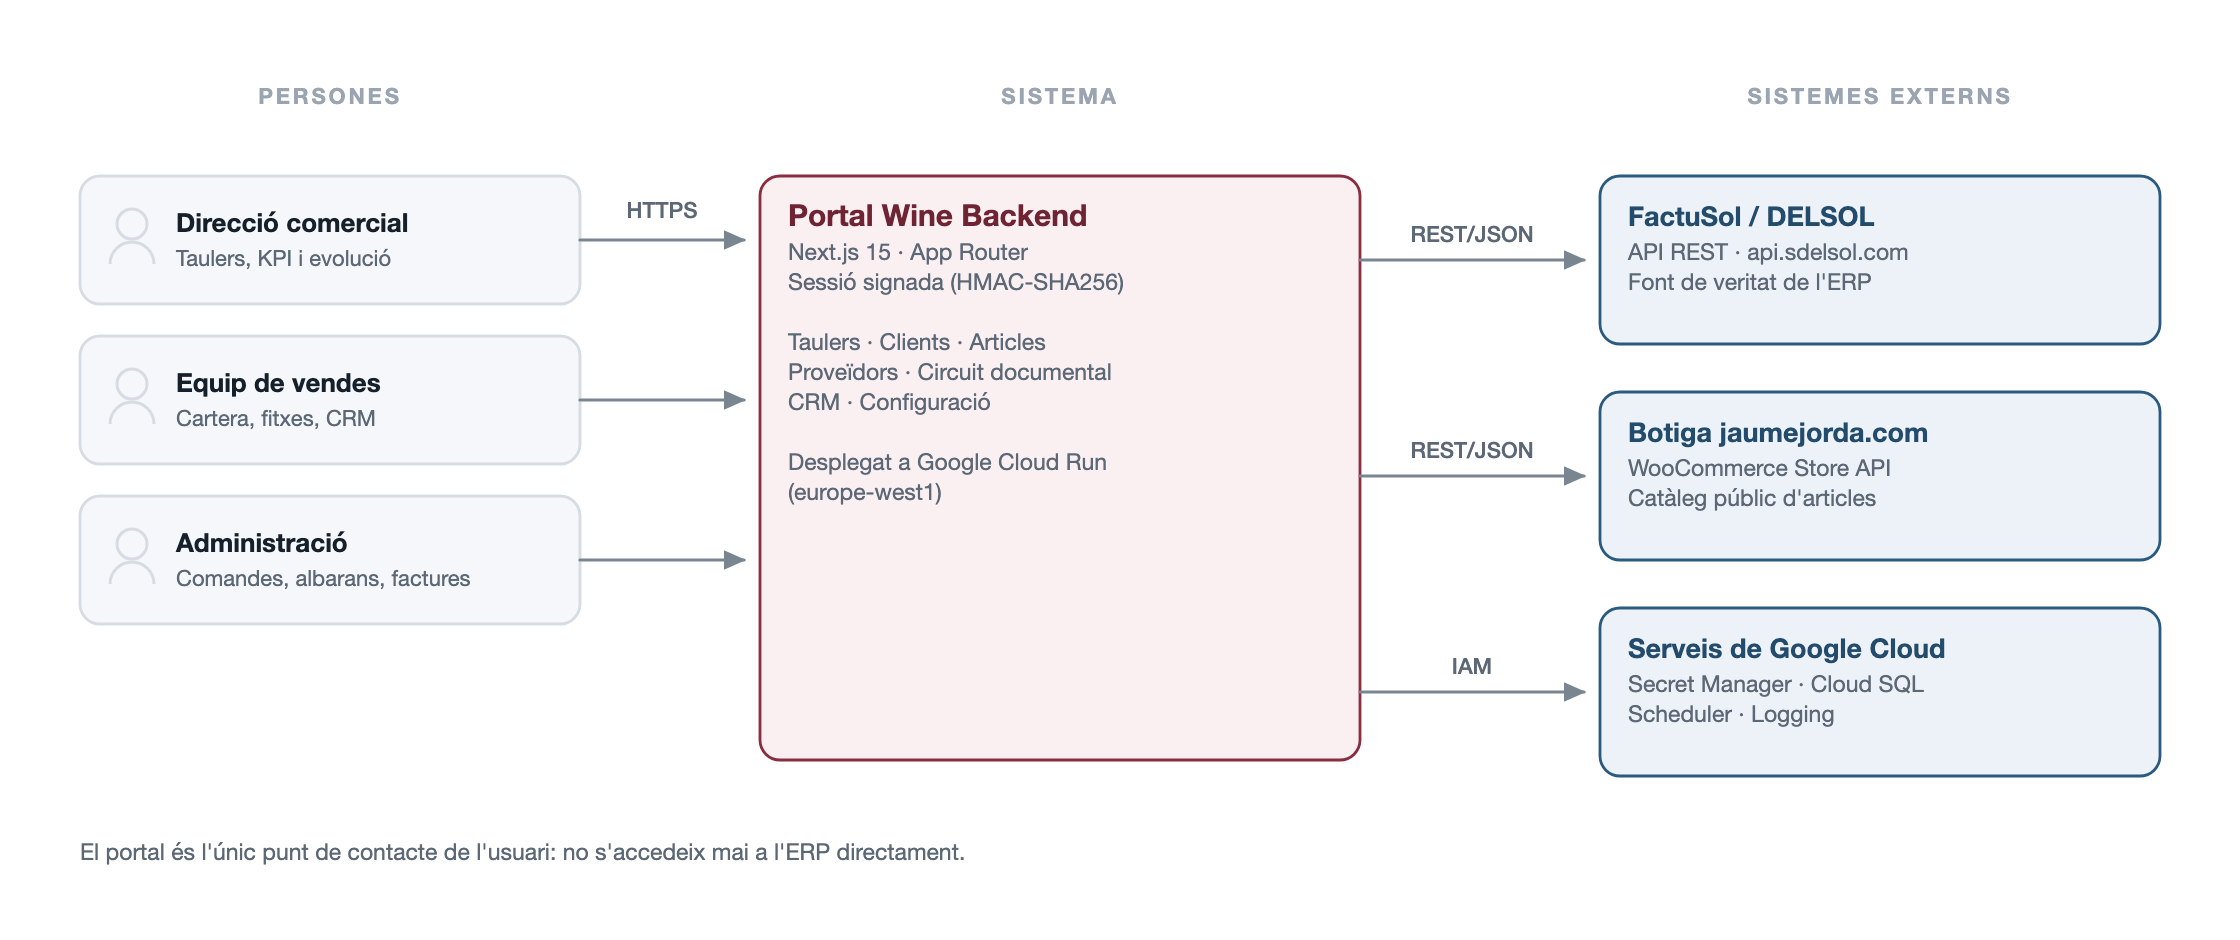 PERSONES
SISTEMA
SISTEMES EXTERNS
Direcció comercial
Taulers, KPI i evolució
Equip de vendes
Cartera, fitxes, CRM
Administració
Comandes, albarans, factures
HTTPS
Portal Wine Backend
Next.js 15 · App Router
Sessió signada (HMAC-SHA256)
Taulers · Clients · Articles
Proveïdors · Circuit documental
CRM · Configuració
Desplegat a Google Cloud Run
(europe-west1)
REST/JSON
FactuSol / DELSOL
API REST · api.sdelsol.com
Font de veritat de l'ERP
REST/JSON
Botiga jaumejorda.com
WooCommerce Store API
Catàleg públic d'articles
IAM
Serveis de Google Cloud
Secret Manager · Cloud SQL
Scheduler · Logging
El portal és l'únic punt de contacte de l'usuari: no s'accedeix mai a l'ERP directament.